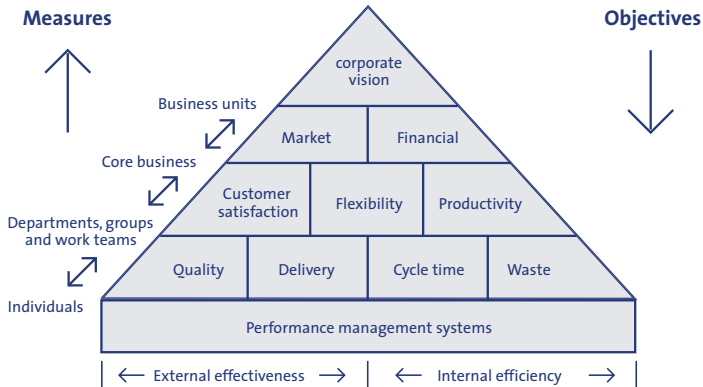 Measures
Objectives
corporate
vision
Business units
Market
Financial
Core business
Customer
satisfaction
Flexibility
Productivity
Departments, groups
and work teams
Quality
Delivery
Cycle time
Waste
Individuals
Performance management systems
External effectiveness
Internal efficiency